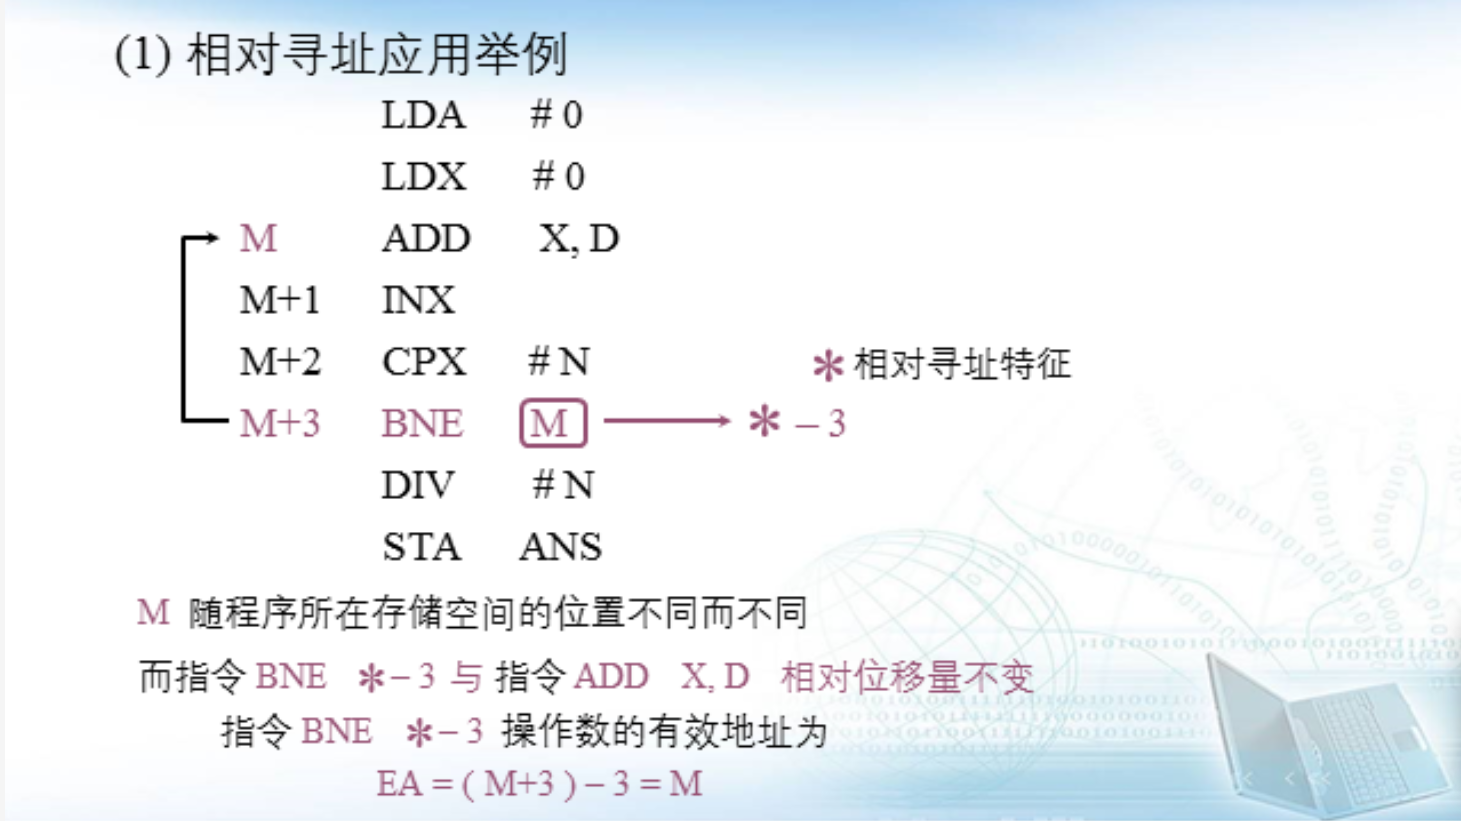 (1) 相对寻址应用举例
LDA # 0
LDX # 0
M ADD X, D
M+1 INX
M+2 CPX # N ＊相对寻址特征
M+3 BNE M ＊ – 3
DIV # N
STA ANS
M 随程序所在存储空间的位置不同而不同
而指令 BNE ＊– 3 与 指令 ADD X, D 相对位移量不变
指令 BNE ＊– 3 操作数的有效地址为
EA = ( M+3 ) – 3 = M